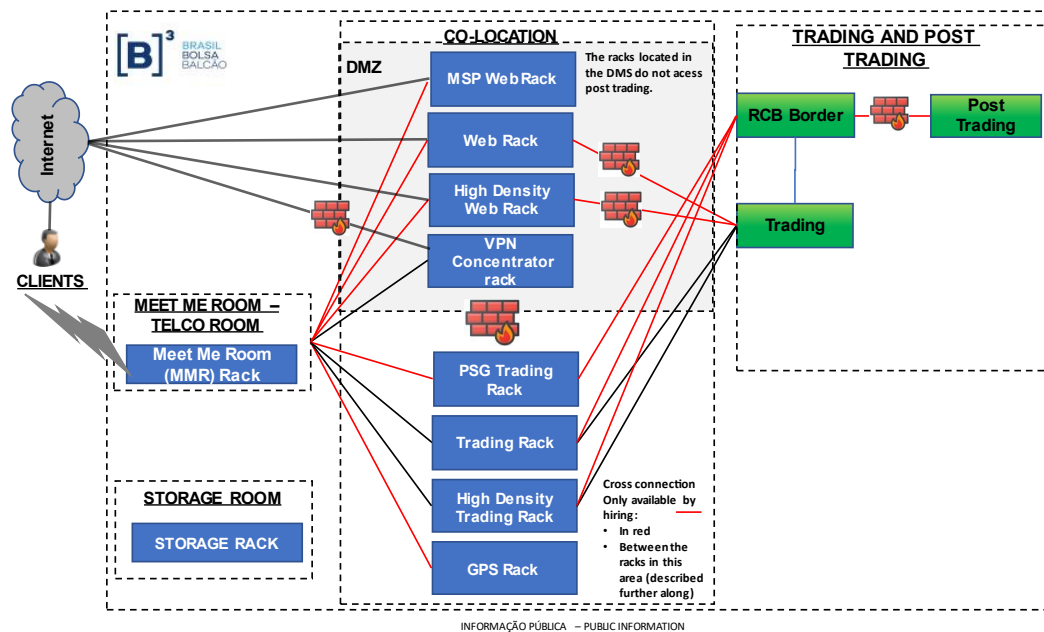 [B]³
BRASIL
BOLSA
BALCÃO
CO-LOCATION
DMZ
The racks located
in the DMS do not acess
post trading.
MSP Web Rack
Web Rack
High Density
Web Rack
VPN
Concentrator
rack
TRADING AND POST
TRADING
RCB Border
Post
Trading
Trading
Internet
CLIENTS
MEET ME ROOM –
TELCO ROOM
Meet Me Room
(MMR) Rack
PSG Trading
Rack
Trading Rack
High Density
Trading Rack
GPS Rack
STORAGE ROOM
STORAGE RACK
Cross connection
Only available by
hiring:
• In red
• Between the
racks in this
area (described
further along)
INFORMAÇÃO PÚBLICA – PUBLIC INFORMATION